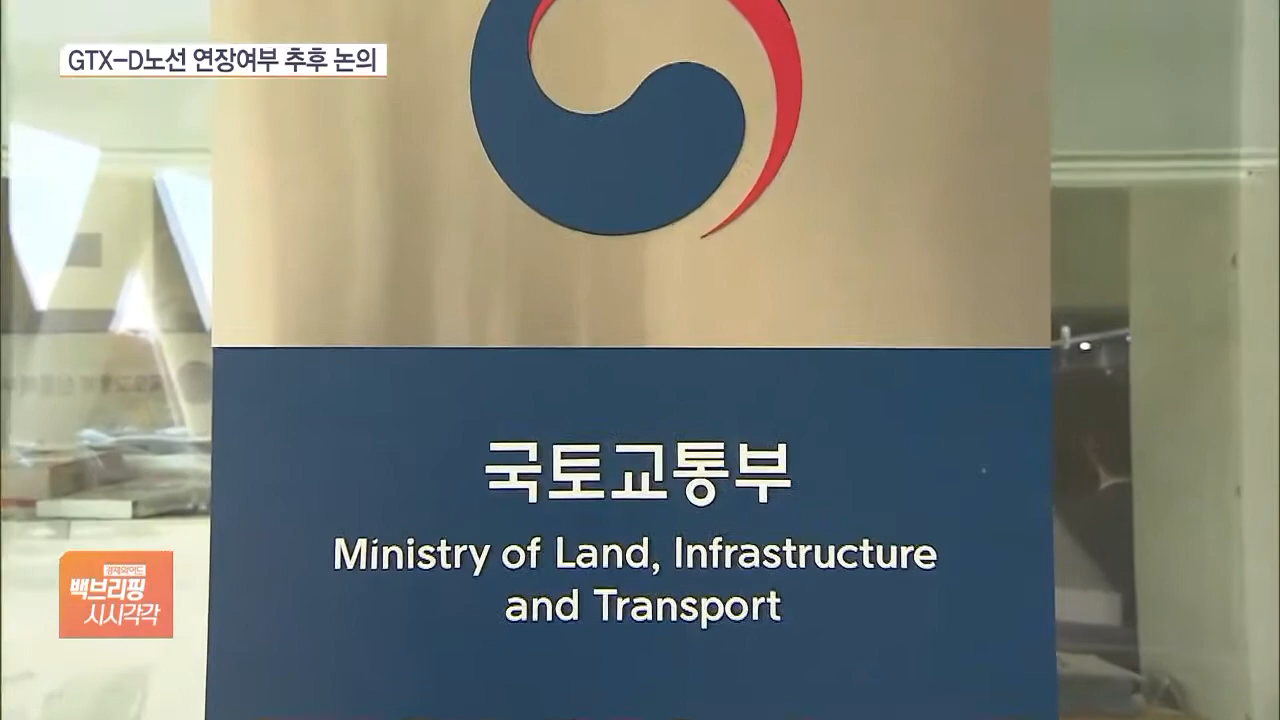 GTX-D노선 연장여부 추후 논의
국토교통부
Ministry of Land, Infrastructure
and Transport
경제와이드
백브리핑
시시각각